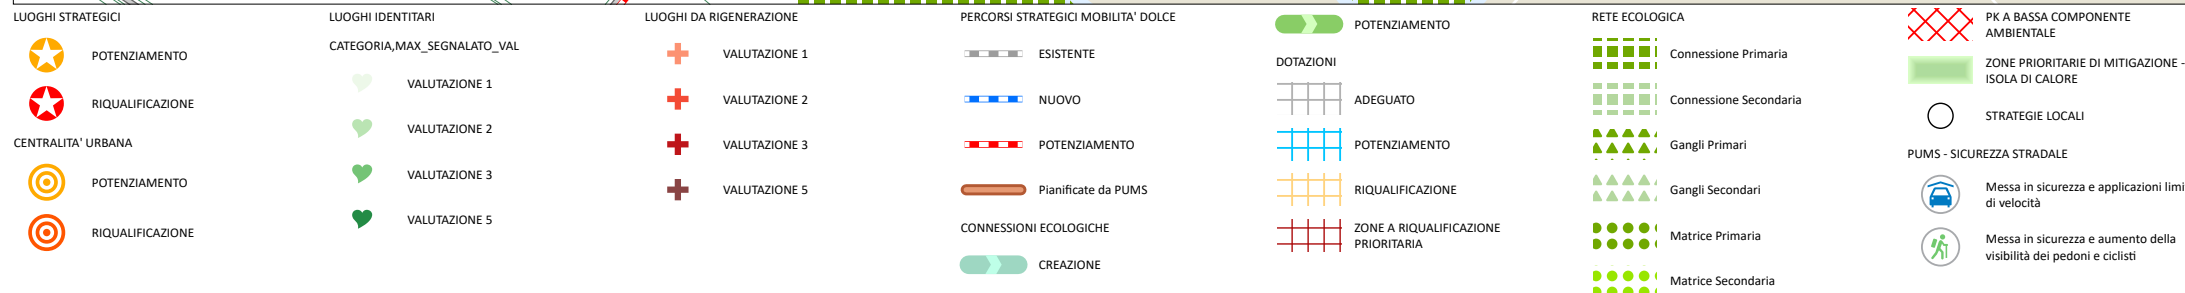 LUOGHI STRATEGICI
POTENZIAMENTO
RIQUALIFICAZIONE
CENTRALITA' URBANA
POTENZIAMENTO
RIQUALIFICAZIONE
LUOGHI IDENTITARI
CATEGORIA,MAX_SEGNALATO_VAL
VALUTAZIONE 1
VALUTAZIONE 2
VALUTAZIONE 3
VALUTAZIONE 5
LUOGHI DA RIGENERAZIONE
VALUTAZIONE 1
VALUTAZIONE 2
VALUTAZIONE 3
VALUTAZIONE 5
PERCORSI STRATEGICI MOBILITA' DOLCE
ESISTENTE
NUOVO
POTENZIAMENTO
Pianificate da PUMS
CONNESSIONI ECOLOGICHE
CREAZIONE
POTENZIAMENTO
DOTAZIONI
ADEGUATO
POTENZIAMENTO
RIQUALIFICAZIONE
ZONE A RIQUALIFICAZIONE
PRIORITARIA
RETE ECOLOGICA
Connessione Primaria
Connessione Secondaria
Gangli Primari
Gangli Secondari
Matrice Primaria
Matrice Secondaria
PK A BASSA COMPONENTE
AMBIENTALE
ZONE PRIORITARIE DI MITIGAZIONE -
ISOLA DI CALORE
STRATEGIE LOCALI
PUMS - SICUREZZA STRADALE
Messa in sicurezza e applicazioni limi
di velocità
Messa in sicurezza e aumento della
visibilità dei pedoni e ciclisti